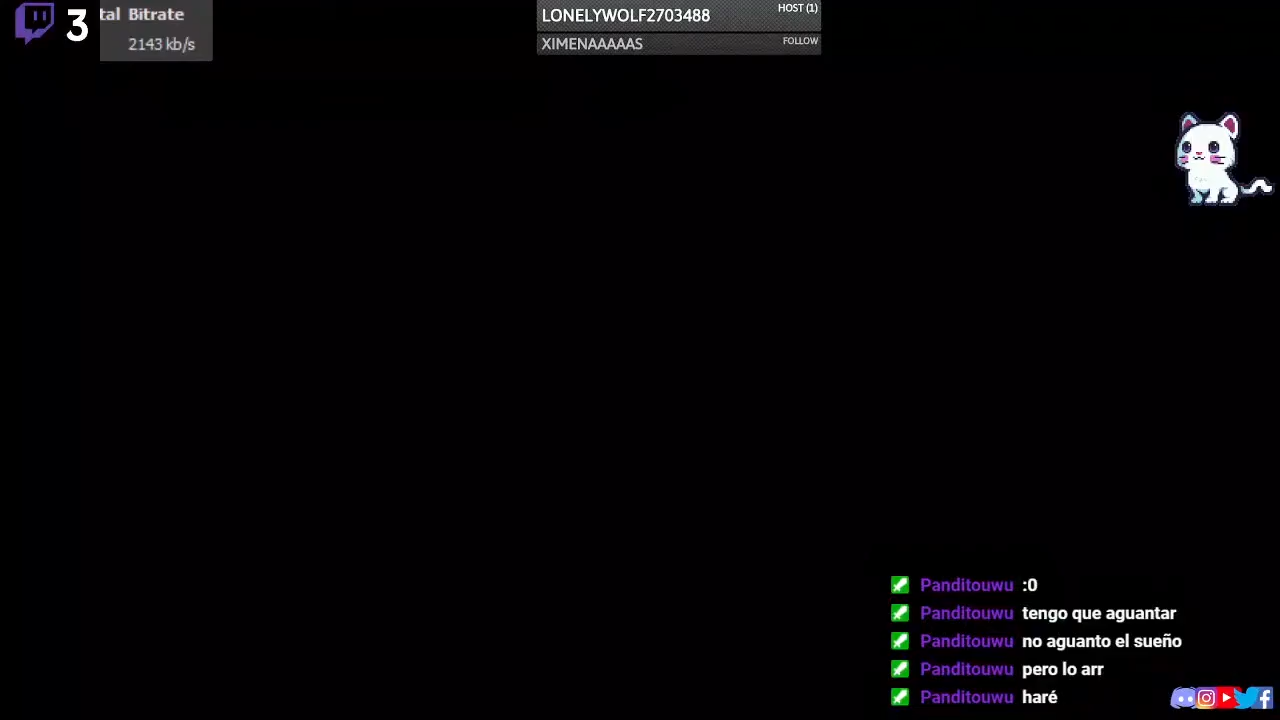 3
tal Bitrate
2143 kb/s
LONELYWOLF2703488 HOST (1)
XIMENAAAAAS FOLLOW
Panditouwu :0
Panditouwu tengo que aguantar
Panditouwu no aguanto el sueño
Panditouwu pero lo arr
Panditouwu haré